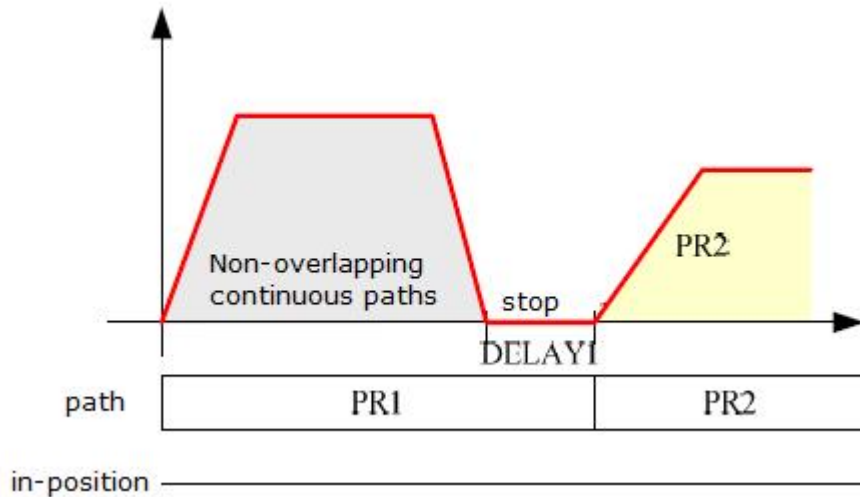 Non-overlapping
continuous paths
PR2
stop
DELAY1
path
PR1
PR2
in-position